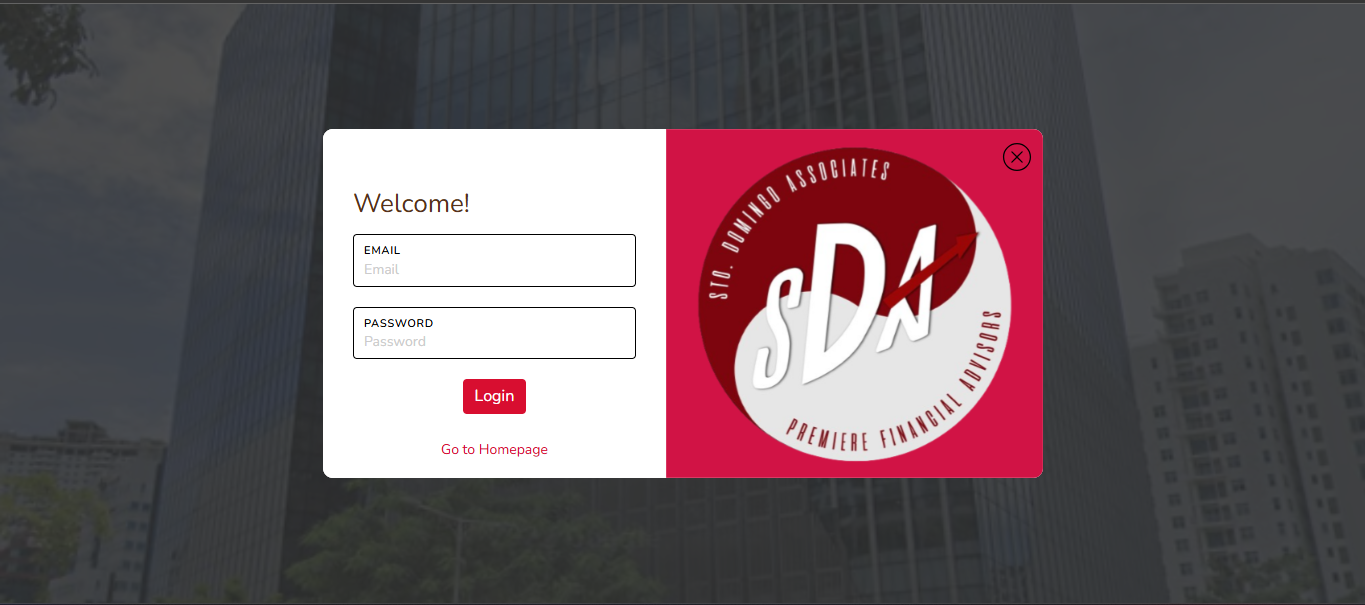 Welcome!
EMAIL
Email
PASSWORD
Password
Login
Go to Homepage
STO. DOMINGO ASSOCIATES
SDA
PREMIERE FINANCIAL ADVISORS